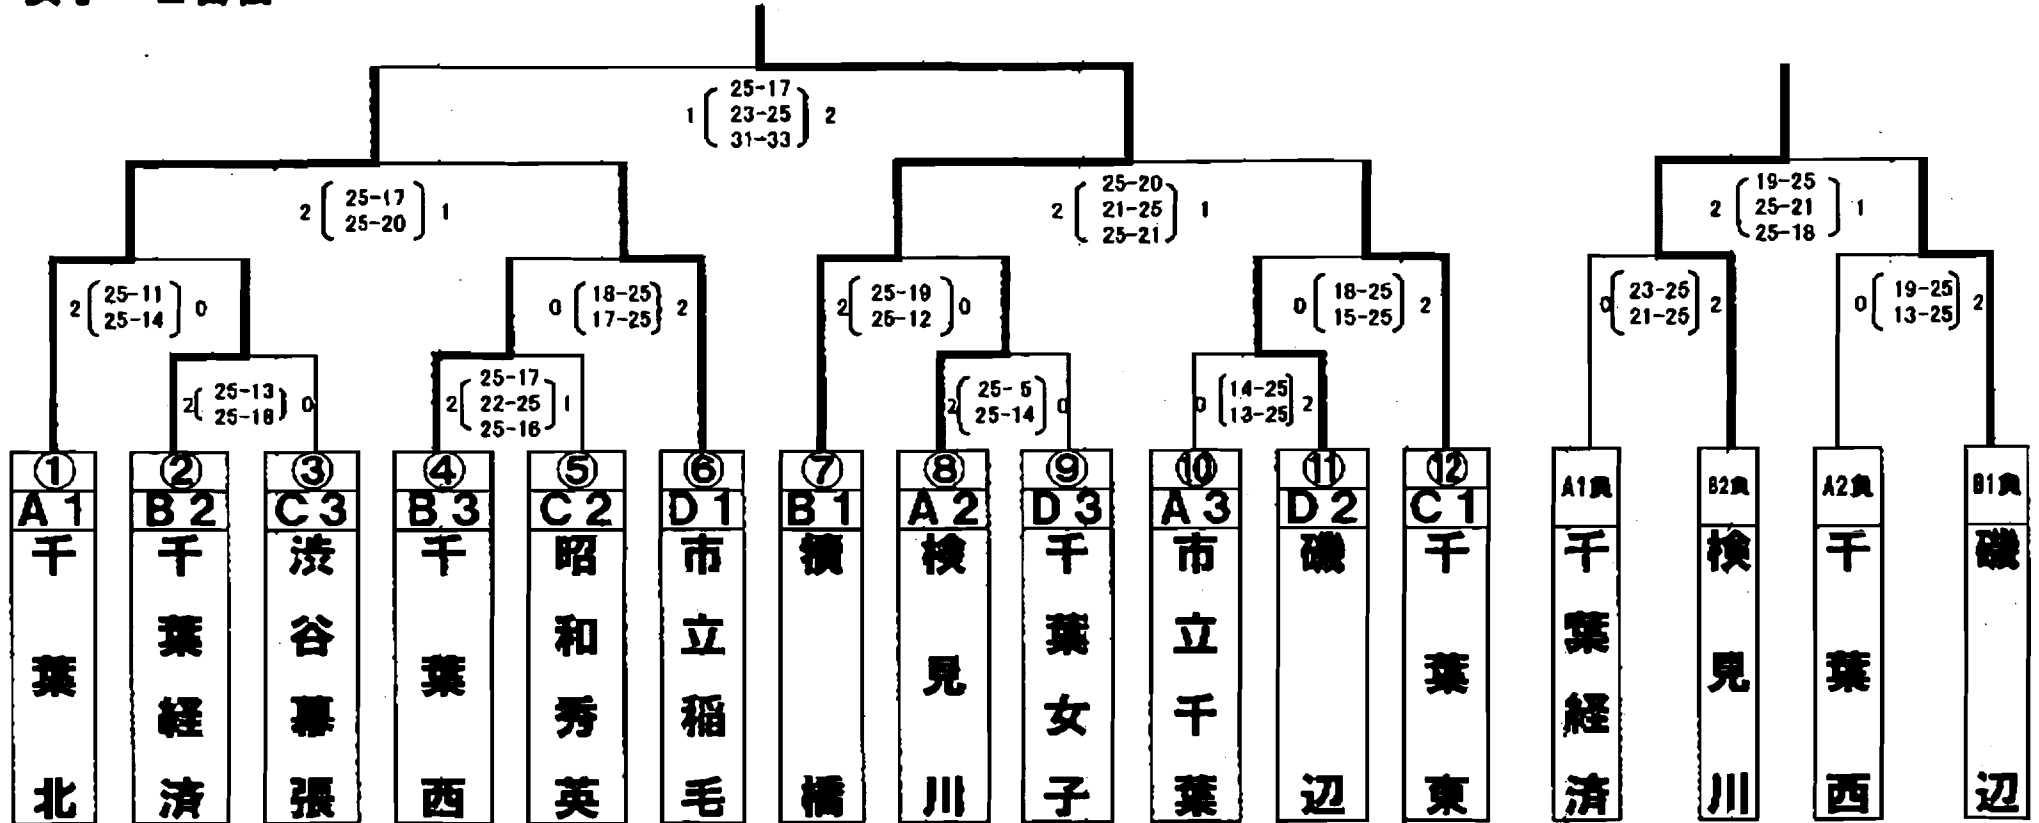 25-17
1 23-25 2
31-33
2 25-17 1
25-20
25-20
2 21-25 1
25-21
19-25
2 25-21 1
25-18
2 25-11 0
25-14
0 18-25 2
17-25
2 25-19 0
25-12
0 18-25 2
15-25
0 23-25 2
21-25
0 19-25 2
13-25
2 25-13 0
25-18
25-17
2 22-25 1
25-16
2 25-5 0
25-14
0 14-25 2
13-25
① ② ③ ④ ⑤ ⑥ ⑦ ⑧ ⑨ ⑩ ⑪ ⑫
A1 B2 C3 B3 C2 D1 B1 A2 D3 A3 D2 C1 A1負 B2負 A2負 B1負
千葉北
千葉経済
渋谷幕張
千葉西
昭和秀英
市立稲毛
犢橋
検見川
千葉女子
市立千葉
磯辺
千葉東
千葉経済
検見川
千葉西
磯辺